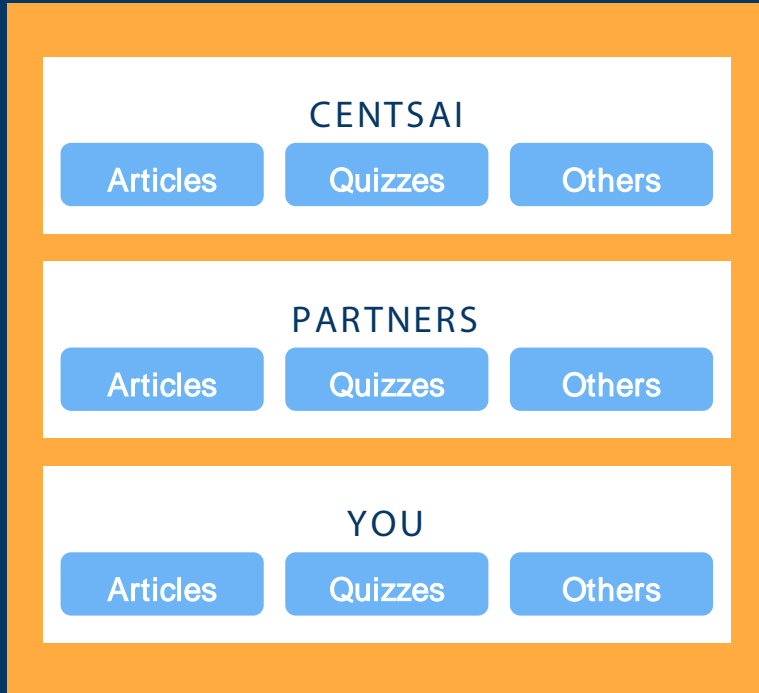 CENTSAI
Articles Quizzes Others
PARTNERS
Articles Quizzes Others
YOU
Articles Quizzes Others